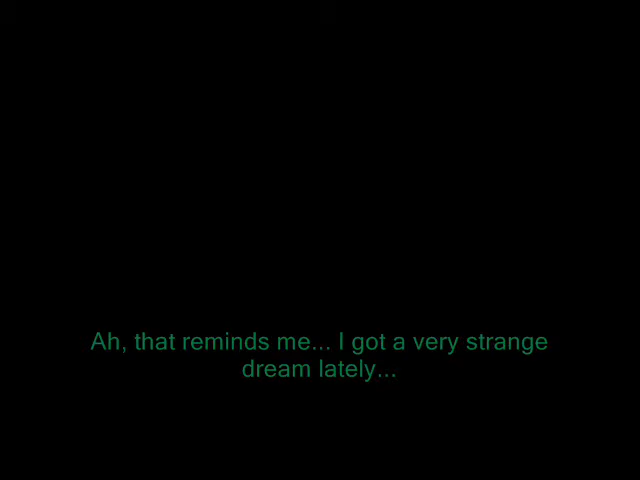 Ah, that reminds me... I got a very strange
dream lately...